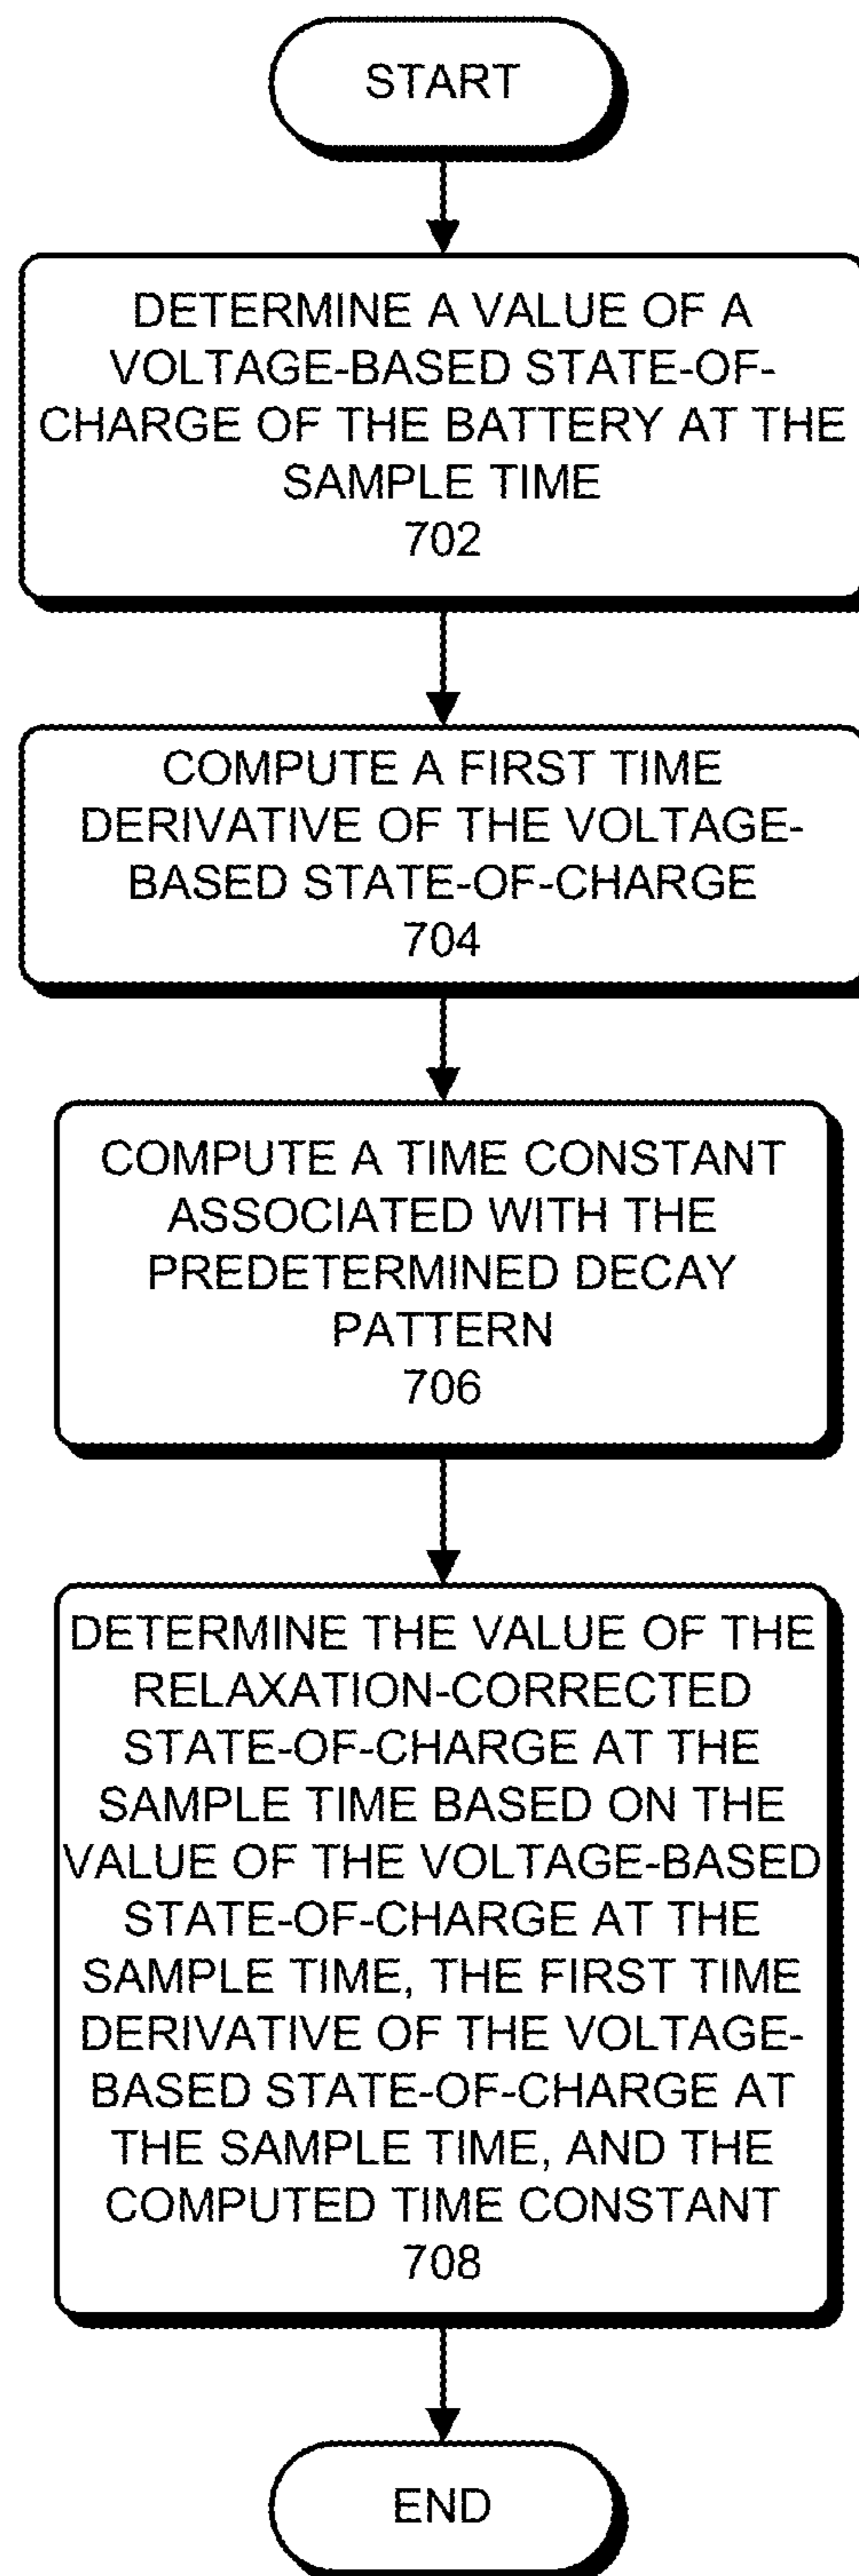 START
DETERMINE A VALUE OF A
VOLTAGE-BASED STATE-OF-
CHARGE OF THE BATTERY AT THE
SAMPLE TIME
702
COMPUTE A FIRST TIME
DERIVATIVE OF THE VOLTAGE-
BASED STATE-OF-CHARGE
704
COMPUTE A TIME CONSTANT
ASSOCIATED WITH THE
PREDETERMINED DECAY
PATTERN
706
DETERMINE THE VALUE OF THE
RELAXATION-CORRECTED
STATE-OF-CHARGE AT THE
SAMPLE TIME BASED ON THE
VALUE OF THE VOLTAGE-BASED
STATE-OF-CHARGE AT THE
SAMPLE TIME, THE FIRST TIME
DERIVATIVE OF THE VOLTAGE-
BASED STATE-OF-CHARGE AT
THE SAMPLE TIME, AND THE
COMPUTED TIME CONSTANT
708
END